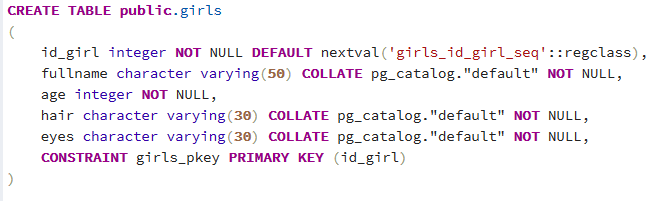 CREATE TABLE public.girls
(
    id_girl integer NOT NULL DEFAULT nextval('girls_id_girl_seq'::regclass),
    fullname character varying(50) COLLATE pg_catalog."default" NOT NULL,
    age integer NOT NULL,
    hair character varying(30) COLLATE pg_catalog."default" NOT NULL,
    eyes character varying(30) COLLATE pg_catalog."default" NOT NULL,
    CONSTRAINT girls_pkey PRIMARY KEY (id_girl)
)